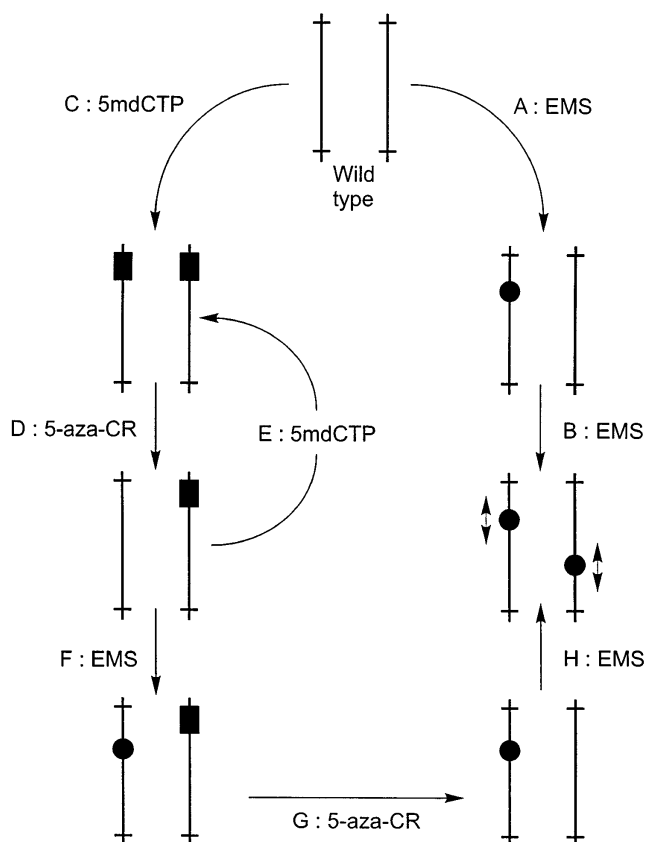 C : 5mdCTP
A : EMS
Wild
type
D : 5-aza-CR
E : 5mdCTP
B : EMS
F : EMS
H : EMS
G : 5-aza-CR